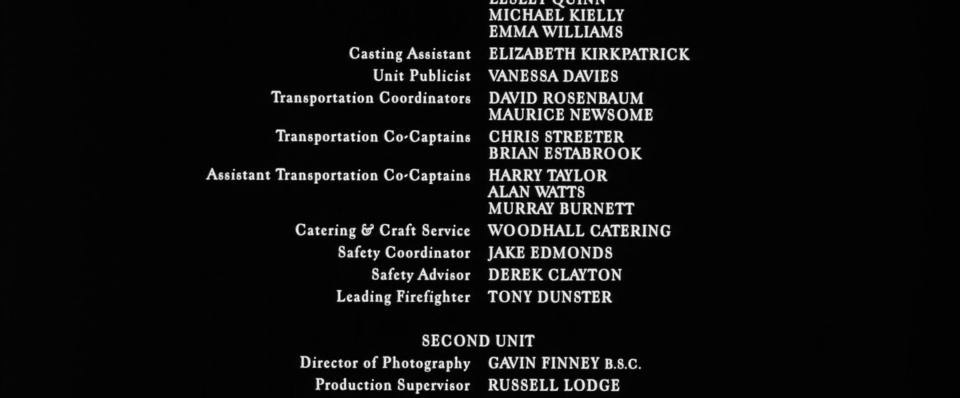 LESLEY QUINN
MICHAEL KIELLY
EMMA WILLIAMS
Casting Assistant ELIZABETH KIRKPATRICK
Unit Publicist VANESSA DAVIES
Transportation Coordinators DAVID ROSENBAUM
MAURICE NEWSOME
Transportation Co-Captains CHRIS STREETER
BRIAN ESTABROOK
Assistant Transportation Co-Captains HARRY TAYLOR
ALAN WATTS
MURRAY BURNETT
Catering & Craft Service WOODHALL CATERING
Safety Coordinator JAKE EDMONDS
Safety Advisor DEREK CLAYTON
Leading Firefighter TONY DUNSTER
SECOND UNIT
Director of Photography GAVIN FINNEY B.S.C.
Production Supervisor RUSSELL LODGE